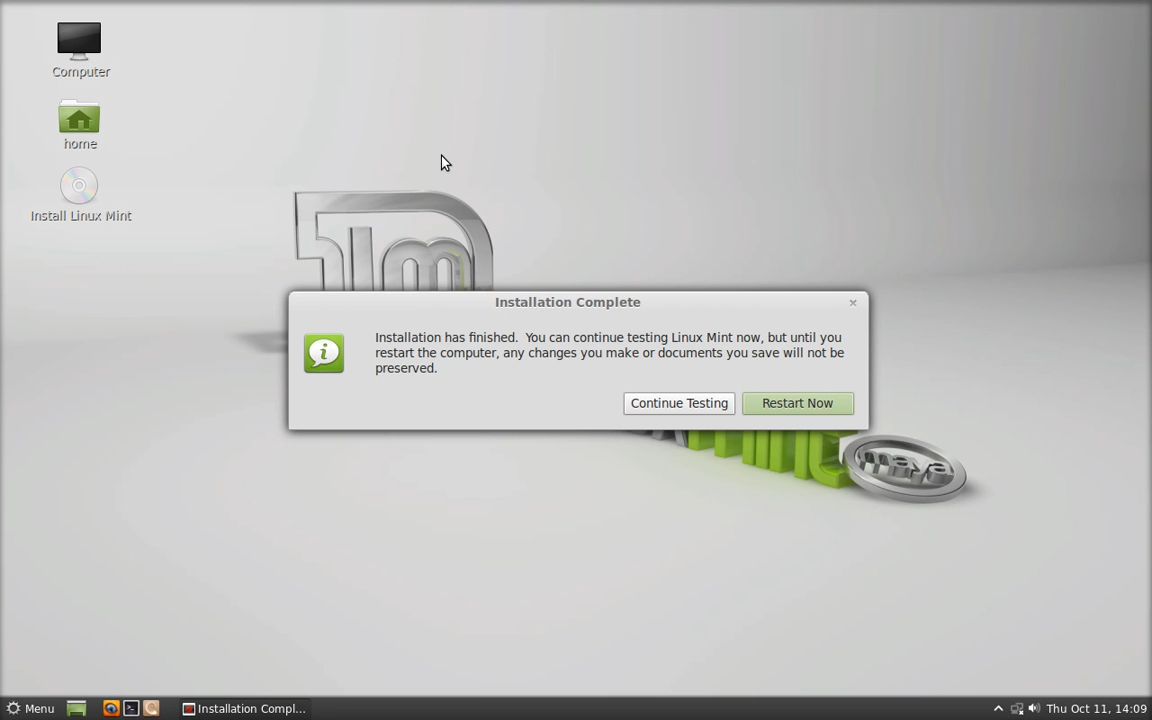 Computer
home
Install Linux Mint
Installation Complete
Installation has finished.  You can continue testing Linux Mint now, but until you
restart the computer, any changes you make or documents you save will not be
preserved.
Continue Testing
Restart Now
maya
Menu
Installation Compl...
Thu Oct 11, 14:09